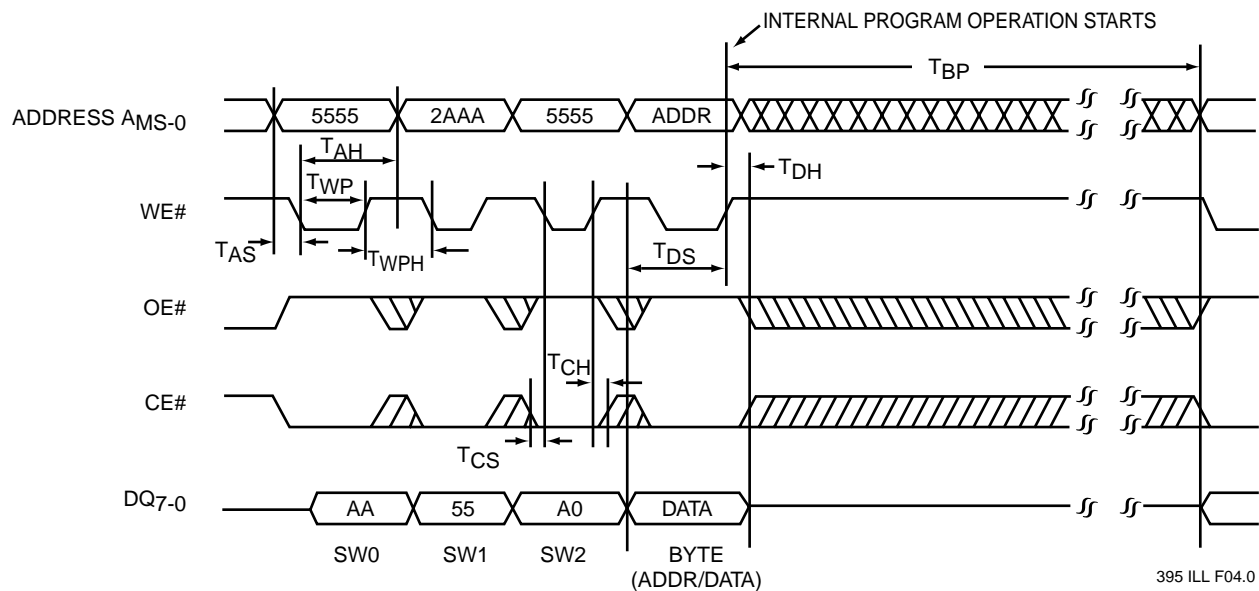 INTERNAL PROGRAM OPERATION STARTS
TBP
ADDRESS AMS-0
5555
2AAA
5555
ADDR
TAH
TDH
TWP
WE#
TAS
TWPH
TDS
OE#
TCH
CE#
TCS
DQ7-0
AA
55
A0
DATA
SW0
SW1
SW2
BYTE
(ADDR/DATA)
395 ILL F04.0